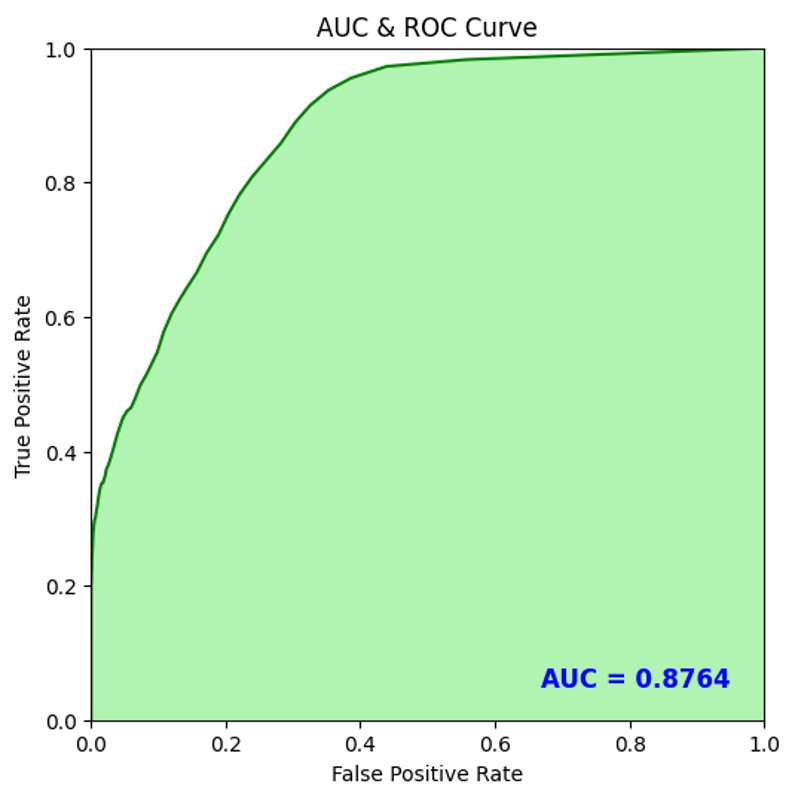 AUC & ROC Curve
1.0
0.8
0.6
0.4
0.2
0.0
True Positive Rate
AUC = 0.8764
0.0 0.2 0.4 0.6 0.8 1.0
False Positive Rate